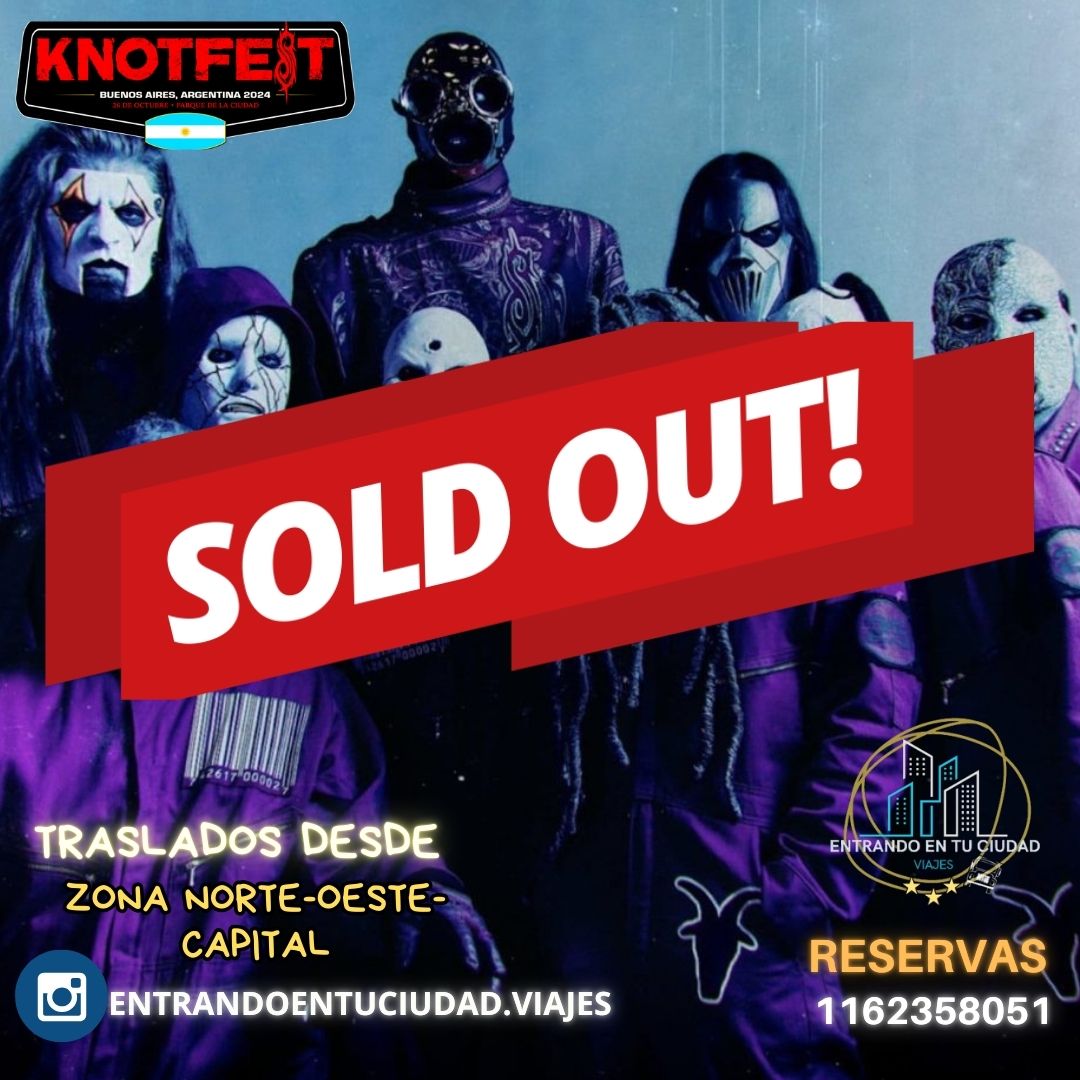 KNOTFEST
BUENOS AIRES, ARGENTINA 2024
26 DE OCTUBRE • PARQUE DE LA CIUDAD
SOLD OUT!
TRASLADOS DESDE
ZONA NORTE-OESTE-
CAPITAL
ENTRANDOENTUCIUDAD.VIAJES
ENTRANDO EN TU CIUDAD
VIAJES
RESERVAS
1162358051